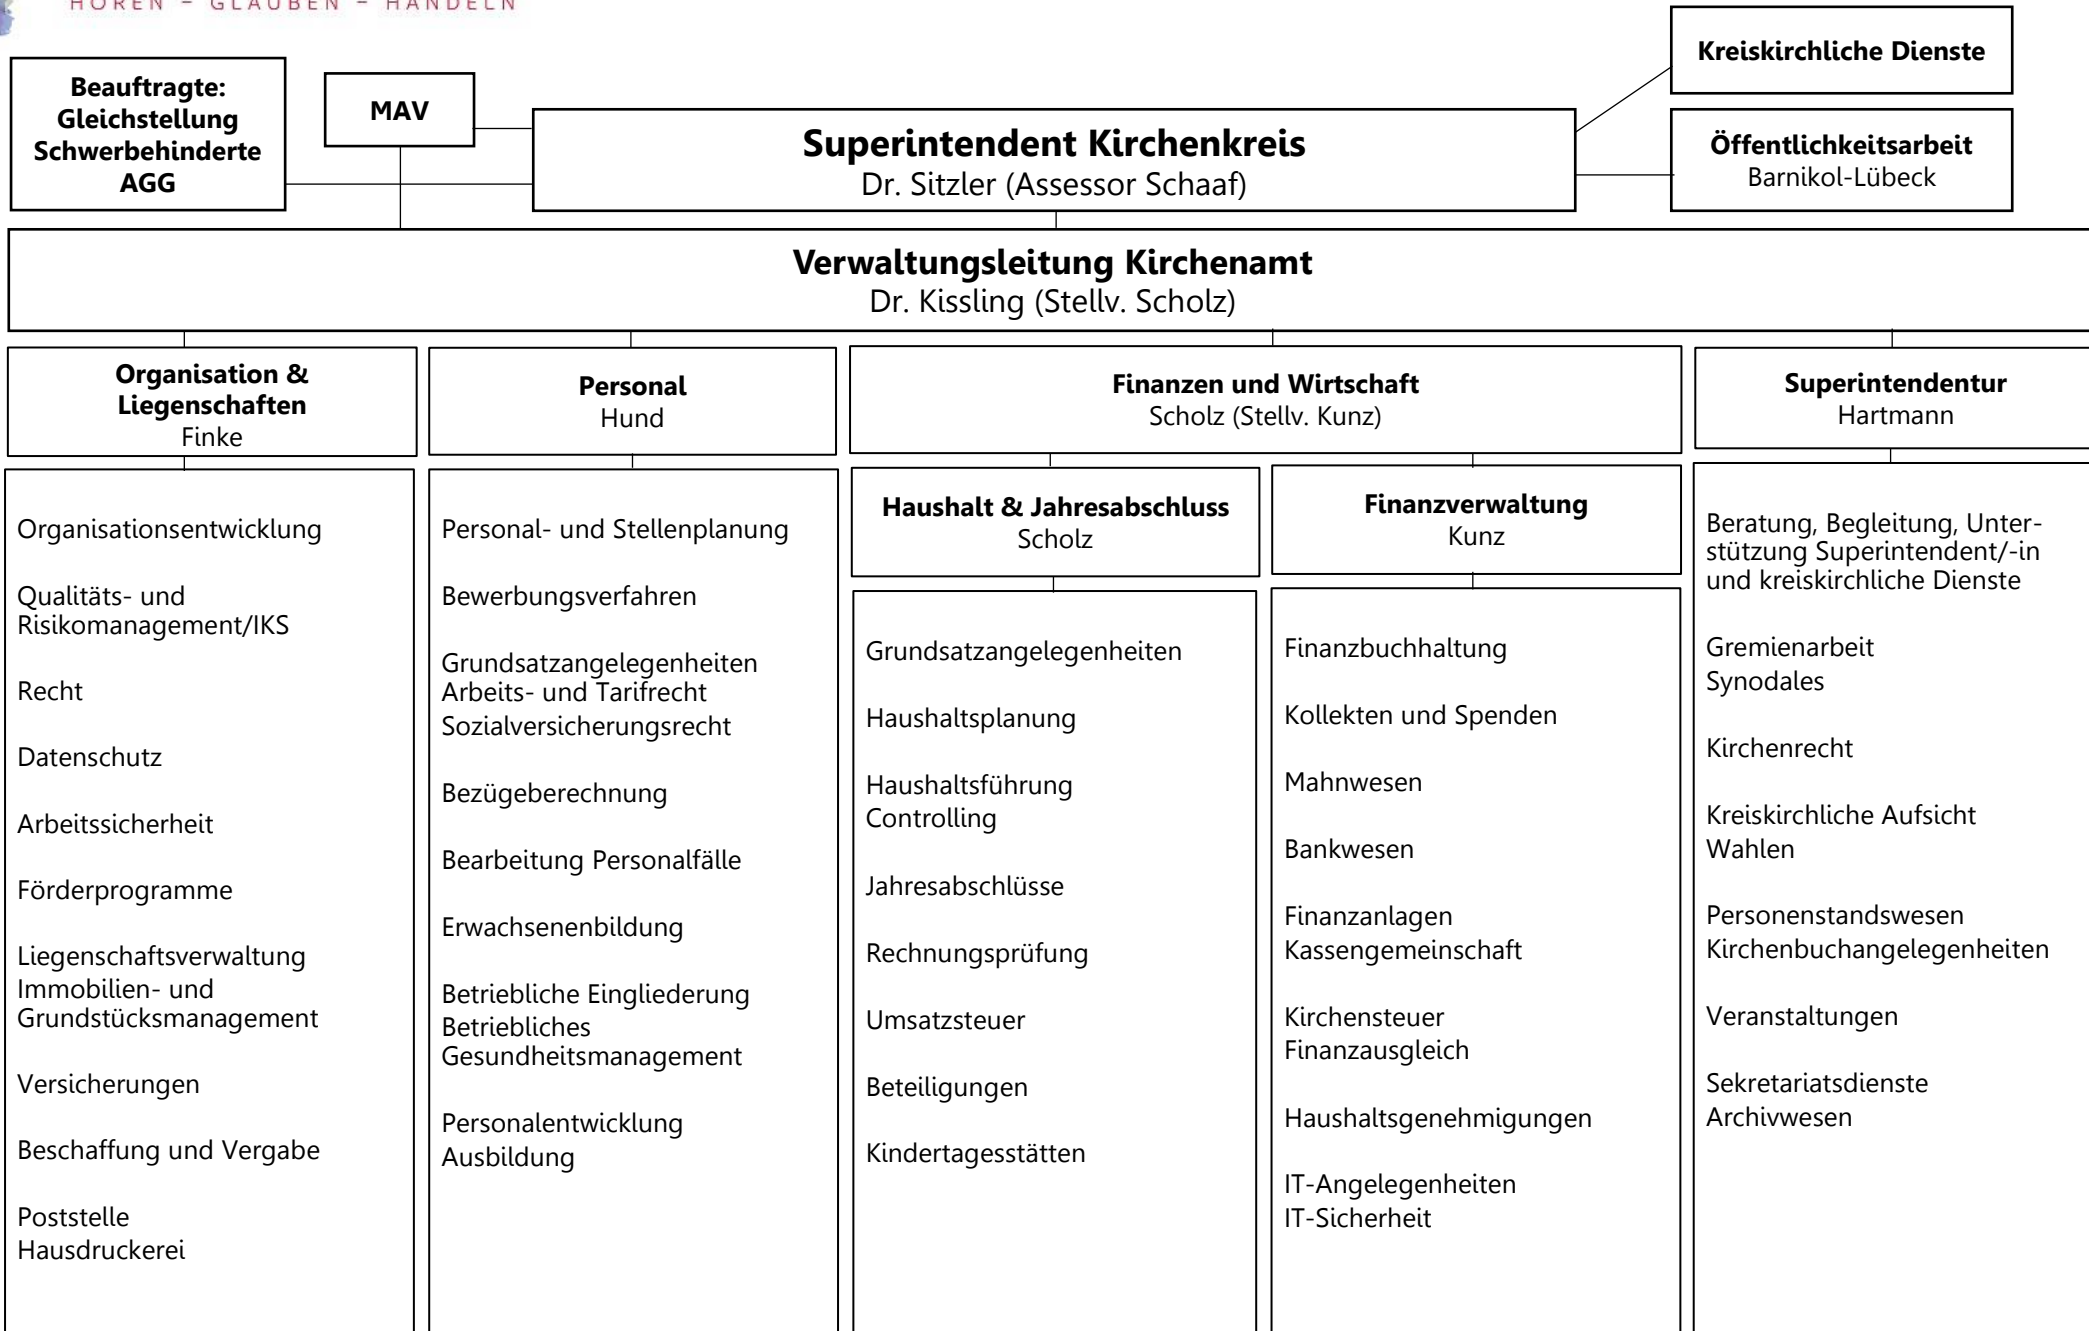 HÖREN – GLAUBEN – HANDELN
Beauftragte:
Gleichstellung
Schwerbehinderte
AGG
MAV
Superintendent Kirchenkreis
Dr. Sitzler (Assessor Schaaf)
Kreiskirchliche Dienste
Öffentlichkeitsarbeit
Barnikol-Lübeck
Verwaltungsleitung Kirchenamt
Dr. Kissling (Stellv. Scholz)
Organisation &
Liegenschaften
Finke
Organisationsentwicklung
Qualitäts- und
Risikomanagement/IKS
Recht
Datenschutz
Arbeitssicherheit
Förderprogramme
Liegenschaftsverwaltung
Immobilien- und
Grundstücksmanagement
Versicherungen
Beschaffung und Vergabe
Poststelle
Hausdruckerei
Personal
Hund
Personal- und Stellenplanung
Bewerbungsverfahren
Grundsatzangelegenheiten
Arbeits- und Tarifrecht
Sozialversicherungsrecht
Bezügeberechnung
Bearbeitung Personalfälle
Erwachsenenbildung
Betriebliche Eingliederung
Betriebliches
Gesundheitsmanagement
Personalentwicklung
Ausbildung
Finanzen und Wirtschaft
Scholz (Stellv. Kunz)
Haushalt & Jahresabschluss
Scholz
Grundsatzangelegenheiten
Haushaltsplanung
Haushaltsführung
Controlling
Jahresabschlüsse
Rechnungsprüfung
Umsatzsteuer
Beteiligungen
Kindertagesstätten
Finanzverwaltung
Kunz
Finanzbuchhaltung
Kollekten und Spenden
Mahnwesen
Bankwesen
Finanzanlagen
Kassengemeinschaft
Kirchensteuer
Finanzausgleich
Haushaltsgenehmigungen
IT-Angelegenheiten
IT-Sicherheit
Superintendentur
Hartmann
Beratung, Begleitung, Unter-
stützung Superintendent/-in
und kreiskirchliche Dienste
Gremienarbeit
Synodales
Kirchenrecht
Kreiskirchliche Aufsicht
Wahlen
Personenstandswesen
Kirchenbuchangelegenheiten
Veranstaltungen
Sekretariatsdienste
Archivwesen